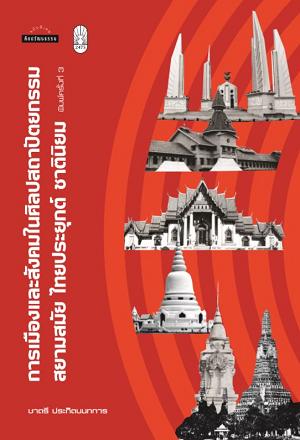 ศิลปวัฒนธรรม
2473
การเมืองและสังคมในศิลปสถาปัตยกรรม
สยามสมัย ไทยประยุกต์ ชาตินิยม
พิมพ์ครั้งที่ 3
ชาตรี ประกิตนนทการ